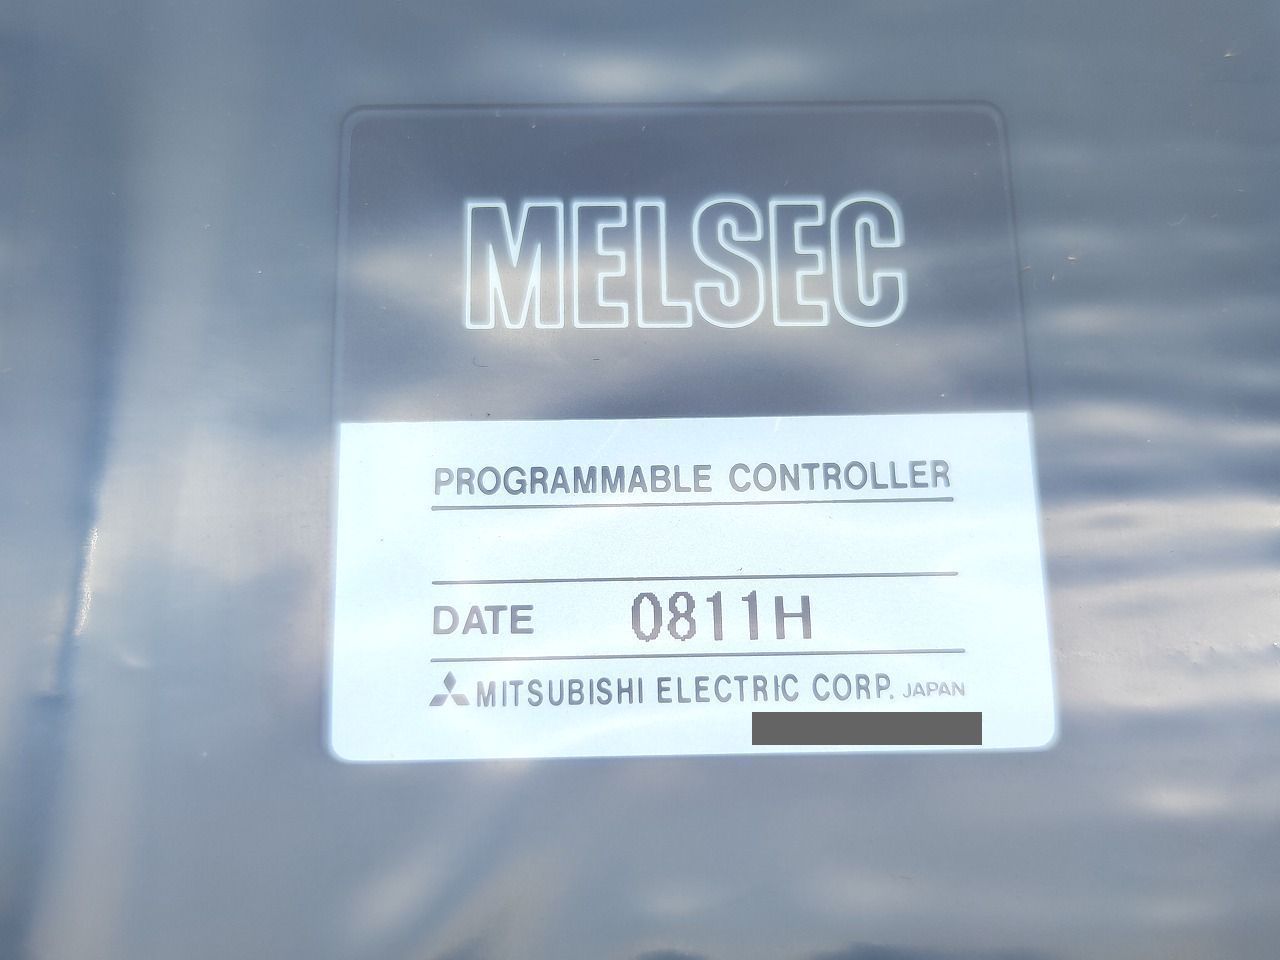 MELSEC
PROGRAMMABLE CONTROLLER
DATE 0811H
MITSUBISHI ELECTRIC CORP. JAPAN